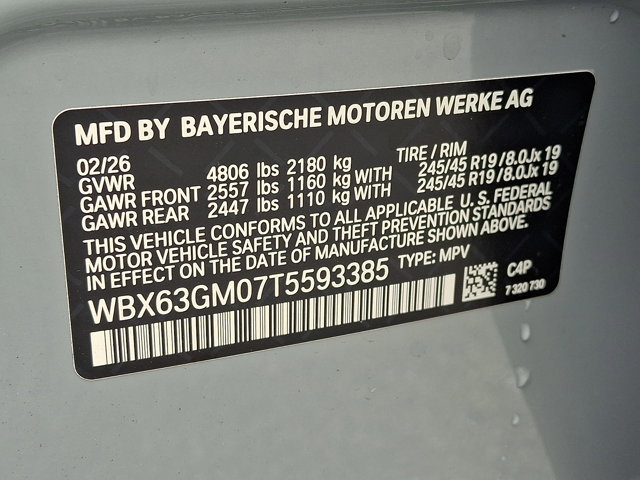 MFD BY BAYERISCHE MOTOREN WERKE AG
02/26 TIRE / RIM
GVWR 4806 lbs 2180 kg
GAWR FRONT 2557 lbs 1160 kg WITH 245/45 R19/8.0Jx 19
GAWR REAR 2447 lbs 1110 kg WITH 245/45 R19/8.0Jx 19
THIS VEHICLE CONFORMS TO ALL APPLICABLE U. S. FEDERAL
MOTOR VEHICLE SAFETY AND THEFT PREVENTION STANDARDS
IN EFFECT ON THE DATE OF MANUFACTURE SHOWN ABOVE.
WBX63GM07T5593385 TYPE: MPV
C4P
7 320 730